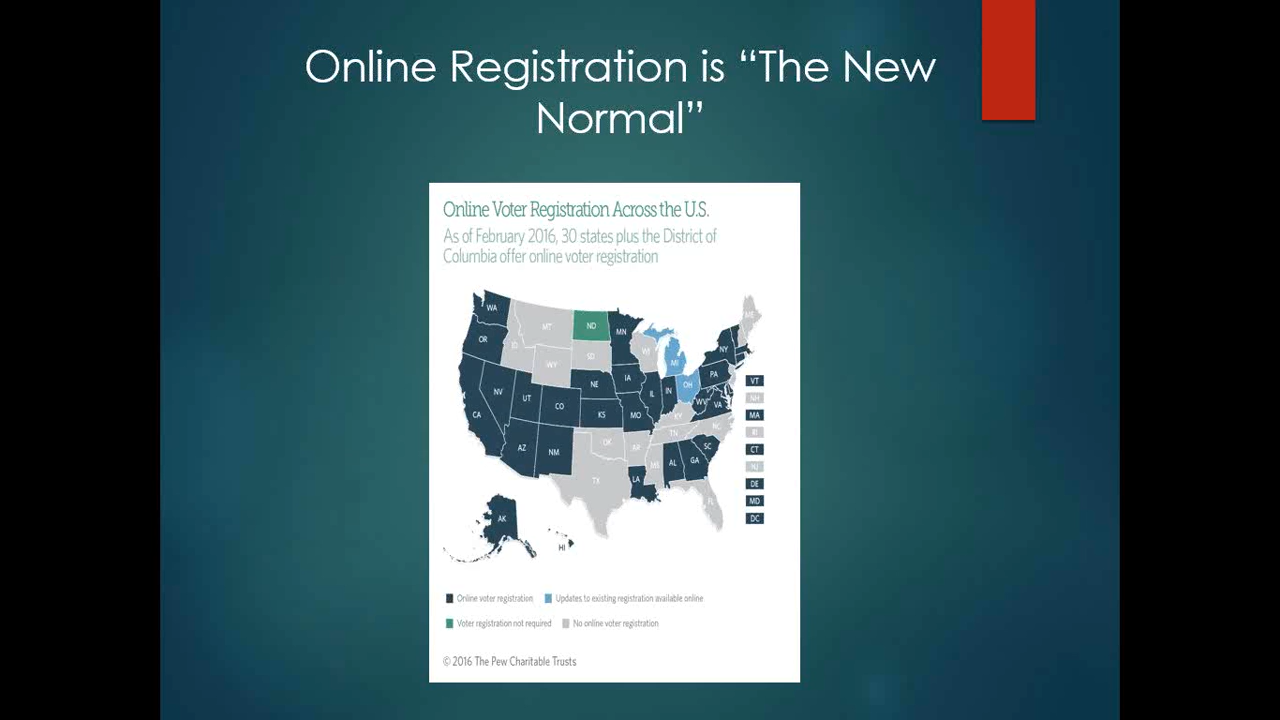 Online Registration is “The New
Normal”
Online Voter Registration Across the U.S.
As of February 2016, 30 states plus the District of
Columbia offer online voter registration
WA
MT
ND
MN
ME
OR
ID
SD
WI
MI
NY
WY
PA
NE
IA
OH
NV
UT
CO
IL
IN
WV
VA
CA
KS
MO
KY
AZ
NM
OK
AR
TN
NC
SC
TX
LA
MS
AL
GA
FL
AK
HI
VT
NH
MA
RI
CT
NJ
DE
MD
DC
Online voter registration
Updates to existing registration available online
Voter registration not required
No online voter registration
© 2016 The Pew Charitable Trusts